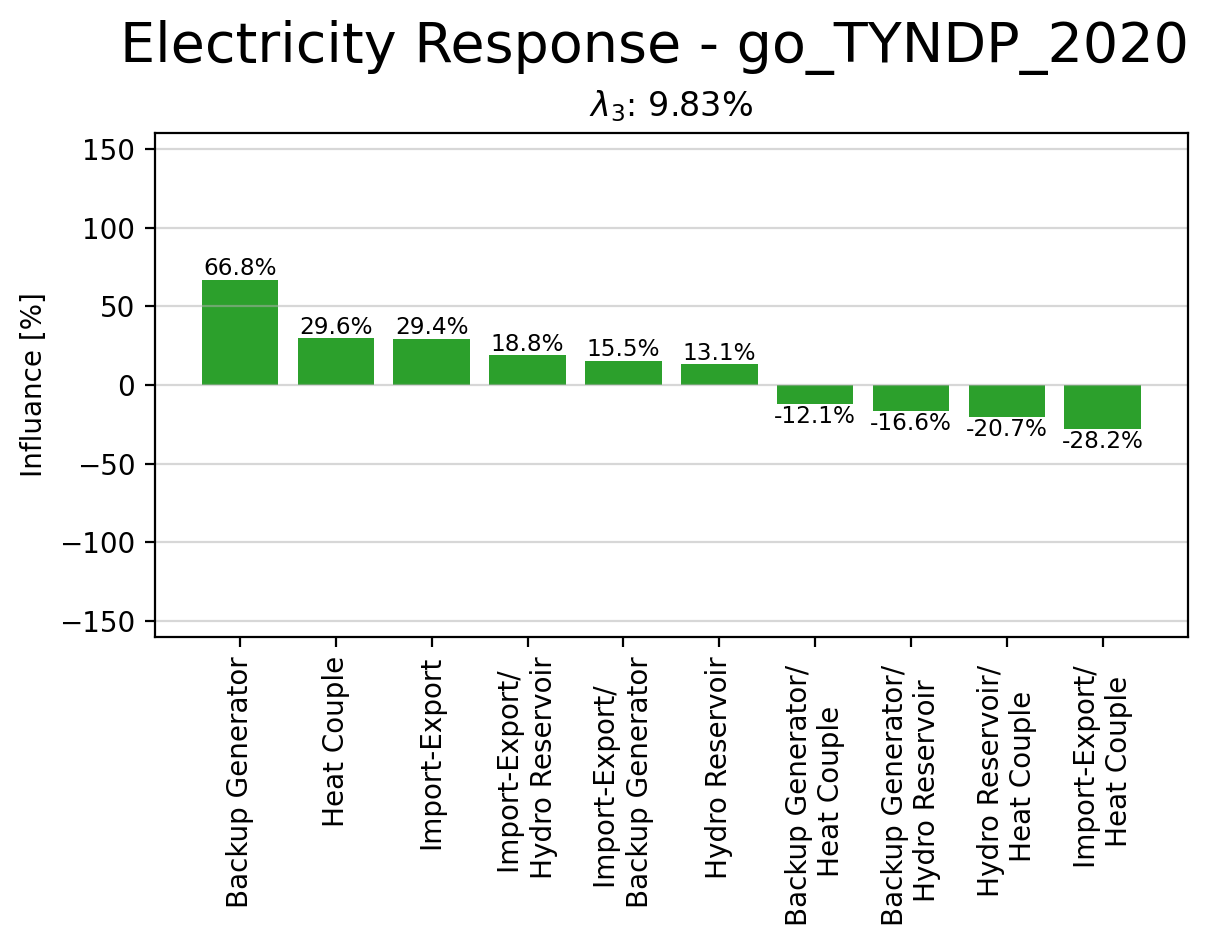 Electricity Response - go_TYNDP_2020
λ₃: 9.83%
Influance [%]
150
100
50
0
−50
−100
−150
66.8%
29.6%
29.4%
18.8%
15.5%
13.1%
-12.1%
-16.6%
-20.7%
-28.2%
Backup Generator
Heat Couple
Import-Export
Import-Export/
Hydro Reservoir
Import-Export/
Backup Generator
Hydro Reservoir
Backup Generator/
Heat Couple
Backup Generator/
Hydro Reservoir
Hydro Reservoir/
Heat Couple
Import-Export/
Heat Couple